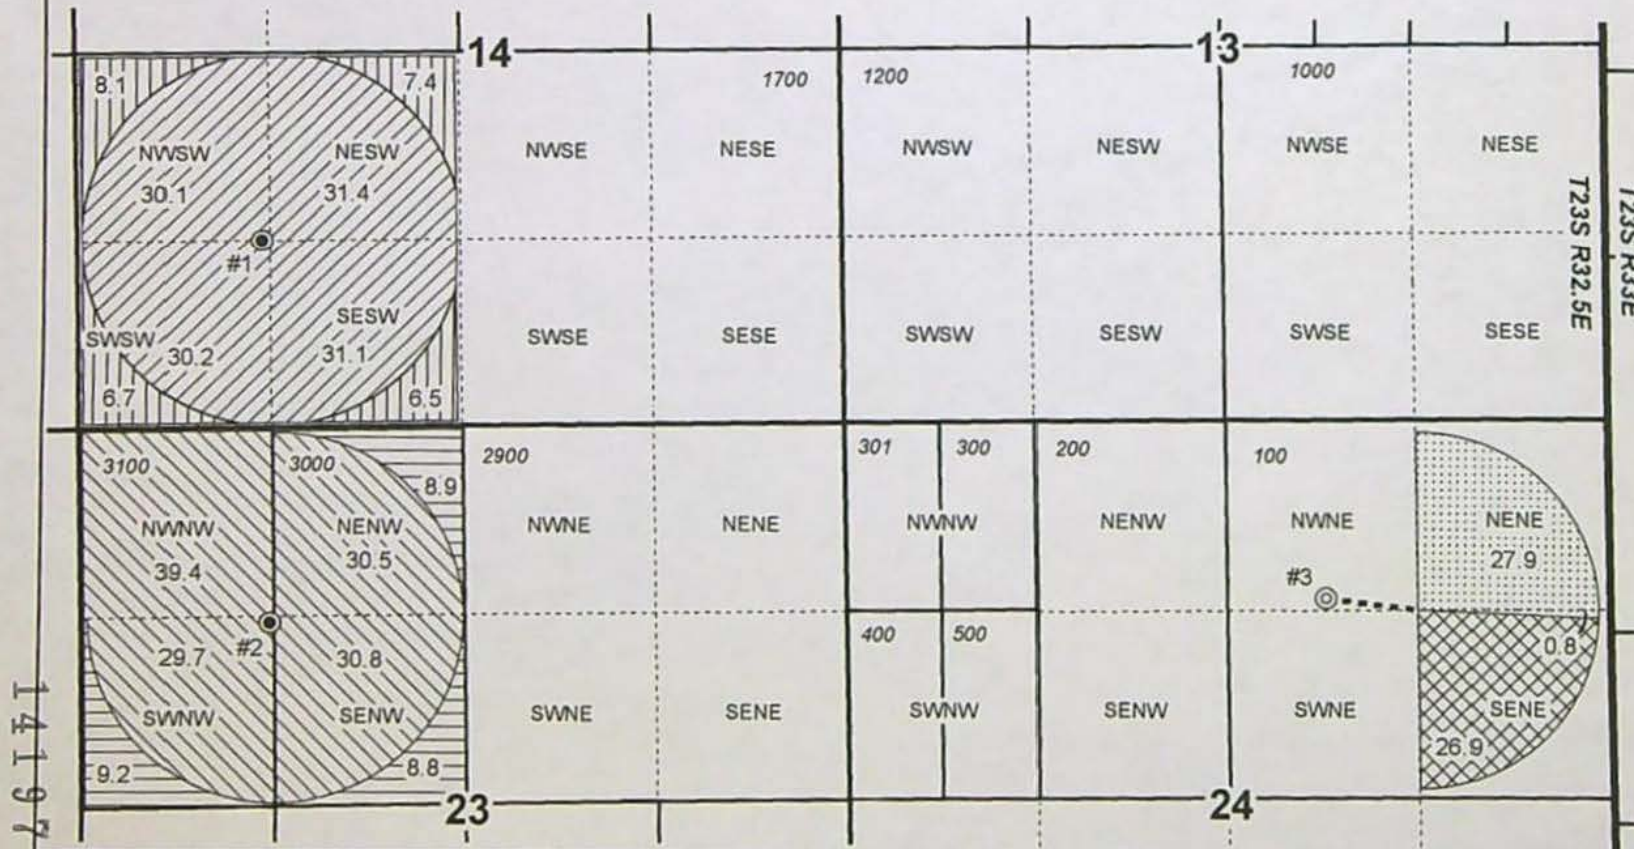 14 13
8.1 7.4 1700 1200 1000
NWSW NESW NWSE NESE NWSW NESW NWSE NESE
30.1 31.4
T23S R32.5E
T23S R33E
#1
SWSW SESW SWSE SESE SWSW SESW SWSE SESE
30.2 31.1
6.7 6.5
3100 3000 8.9 2900 301 300 200 100
NWNW NENW NWNE NENE NWNW NENW NWNE NENE
39.4 30.5 27.9
#3
#2
400 500 0.8
29.7 30.8
SWNW SENW SWNE SENE SWNW SENW SWNE SENE
26.9
9.2 8.8
23 24
14197